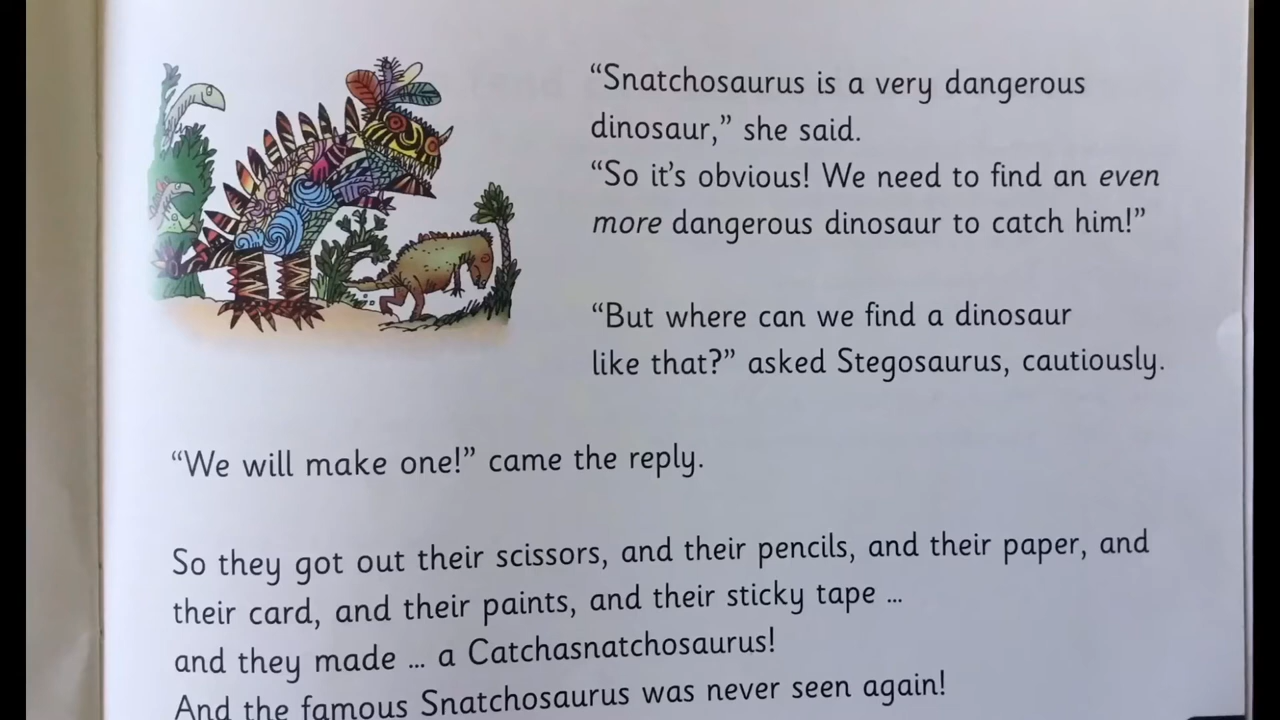 “Snatchosaurus is a very dangerous
dinosaur,” she said.
“So it’s obvious! We need to find an even
more dangerous dinosaur to catch him!”
“But where can we find a dinosaur
like that?” asked Stegosaurus, cautiously.
“We will make one!” came the reply.
So they got out their scissors, and their pencils, and their paper, and
their card, and their paints, and their sticky tape ...
and they made ... a Catchasnatchosaurus!
And the famous Snatchosaurus was never seen again!